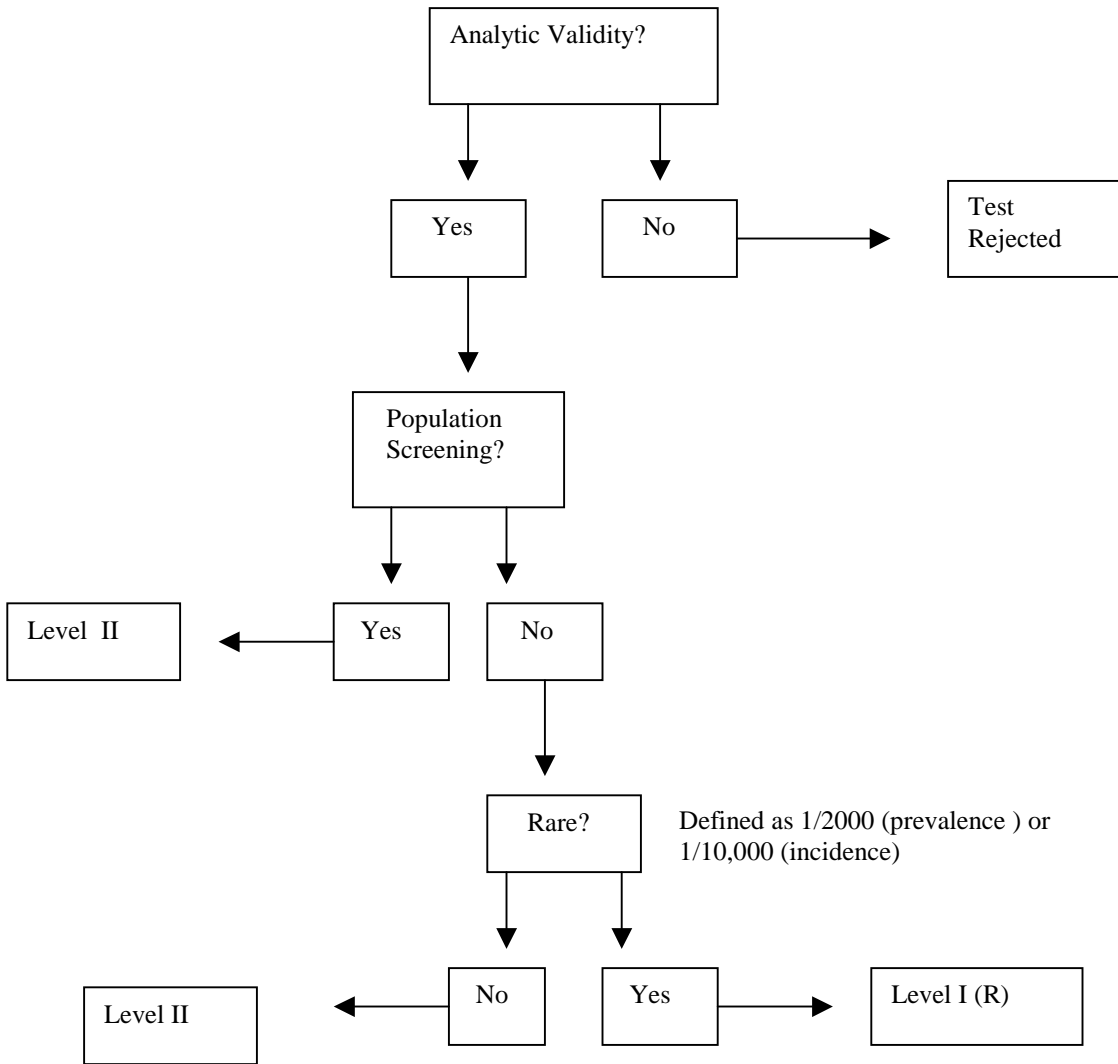 Analytic Validity?
Yes
No
Test
Rejected
Population
Screening?
Level II
Yes
No
Rare?
Defined as 1/2000 (prevalence ) or
1/10,000 (incidence)
Level II
No
Yes
Level I (R)